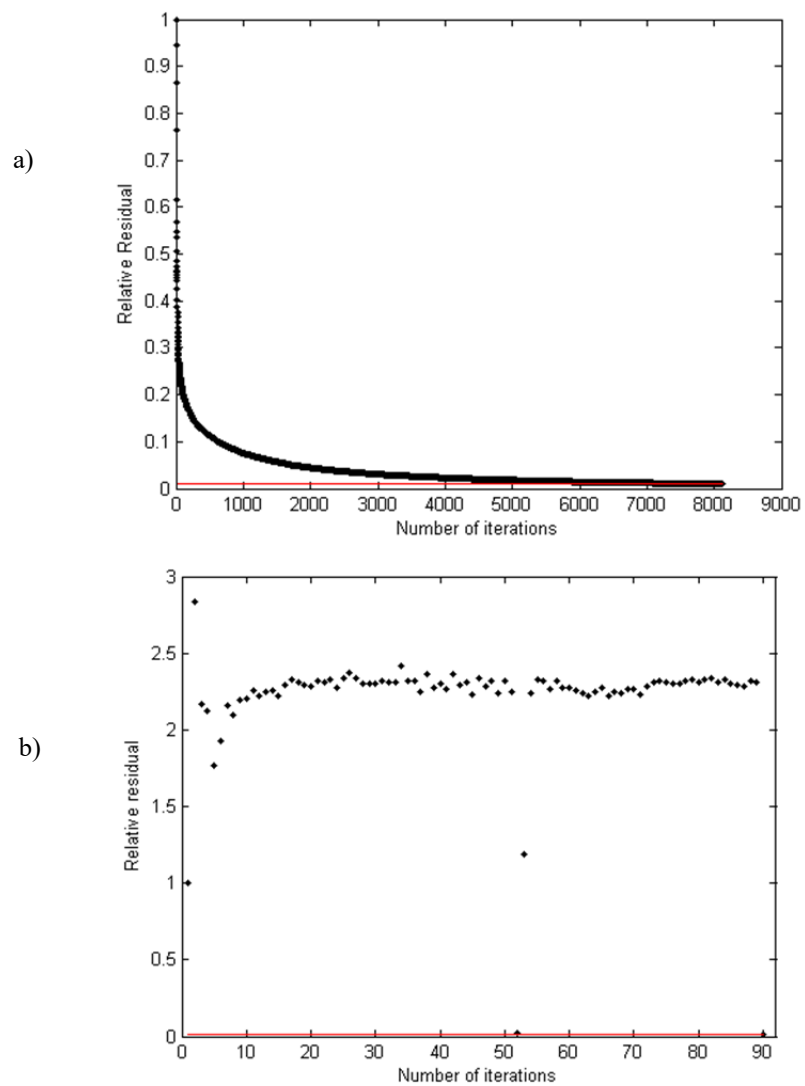 a)
1
0.9
0.8
0.7
0.6
0.5
0.4
0.3
0.2
0.1
0
Relative Residual
0 1000 2000 3000 4000 5000 6000 7000 8000 9000
Number of iterations
b)
3
2.5
2
1.5
1
0.5
0
Relative residual
0 10 20 30 40 50 60 70 80 90
Number of iterations